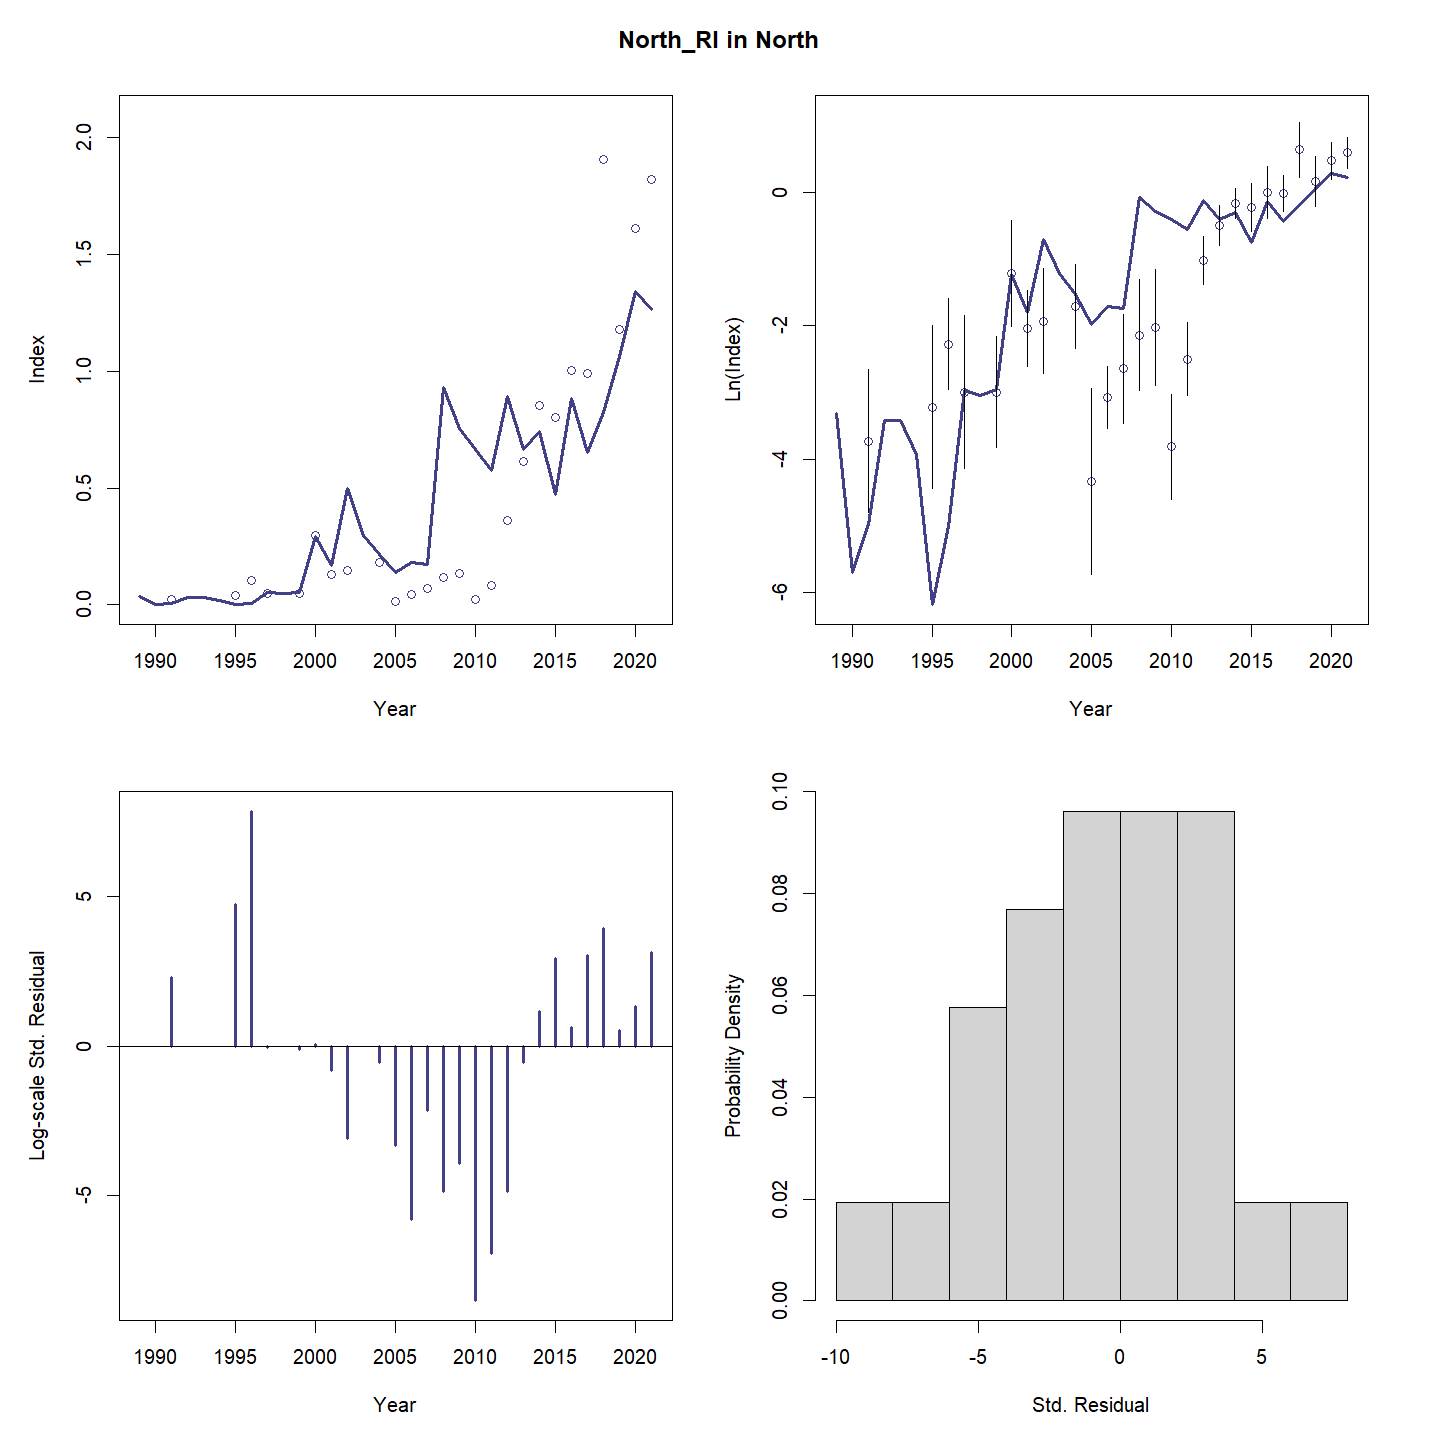 North_RI in North
Index
0.0 0.5 1.0 1.5 2.0
1990 1995 2000 2005 2010 2015 2020
Year
Ln(Index)
-6 -4 -2 0
1990 1995 2000 2005 2010 2015 2020
Year
Log-scale Std. Residual
-5 0 5
1990 1995 2000 2005 2010 2015 2020
Year
Probability Density
0.00 0.02 0.04 0.06 0.08 0.10
-10 -5 0 5
Std. Residual